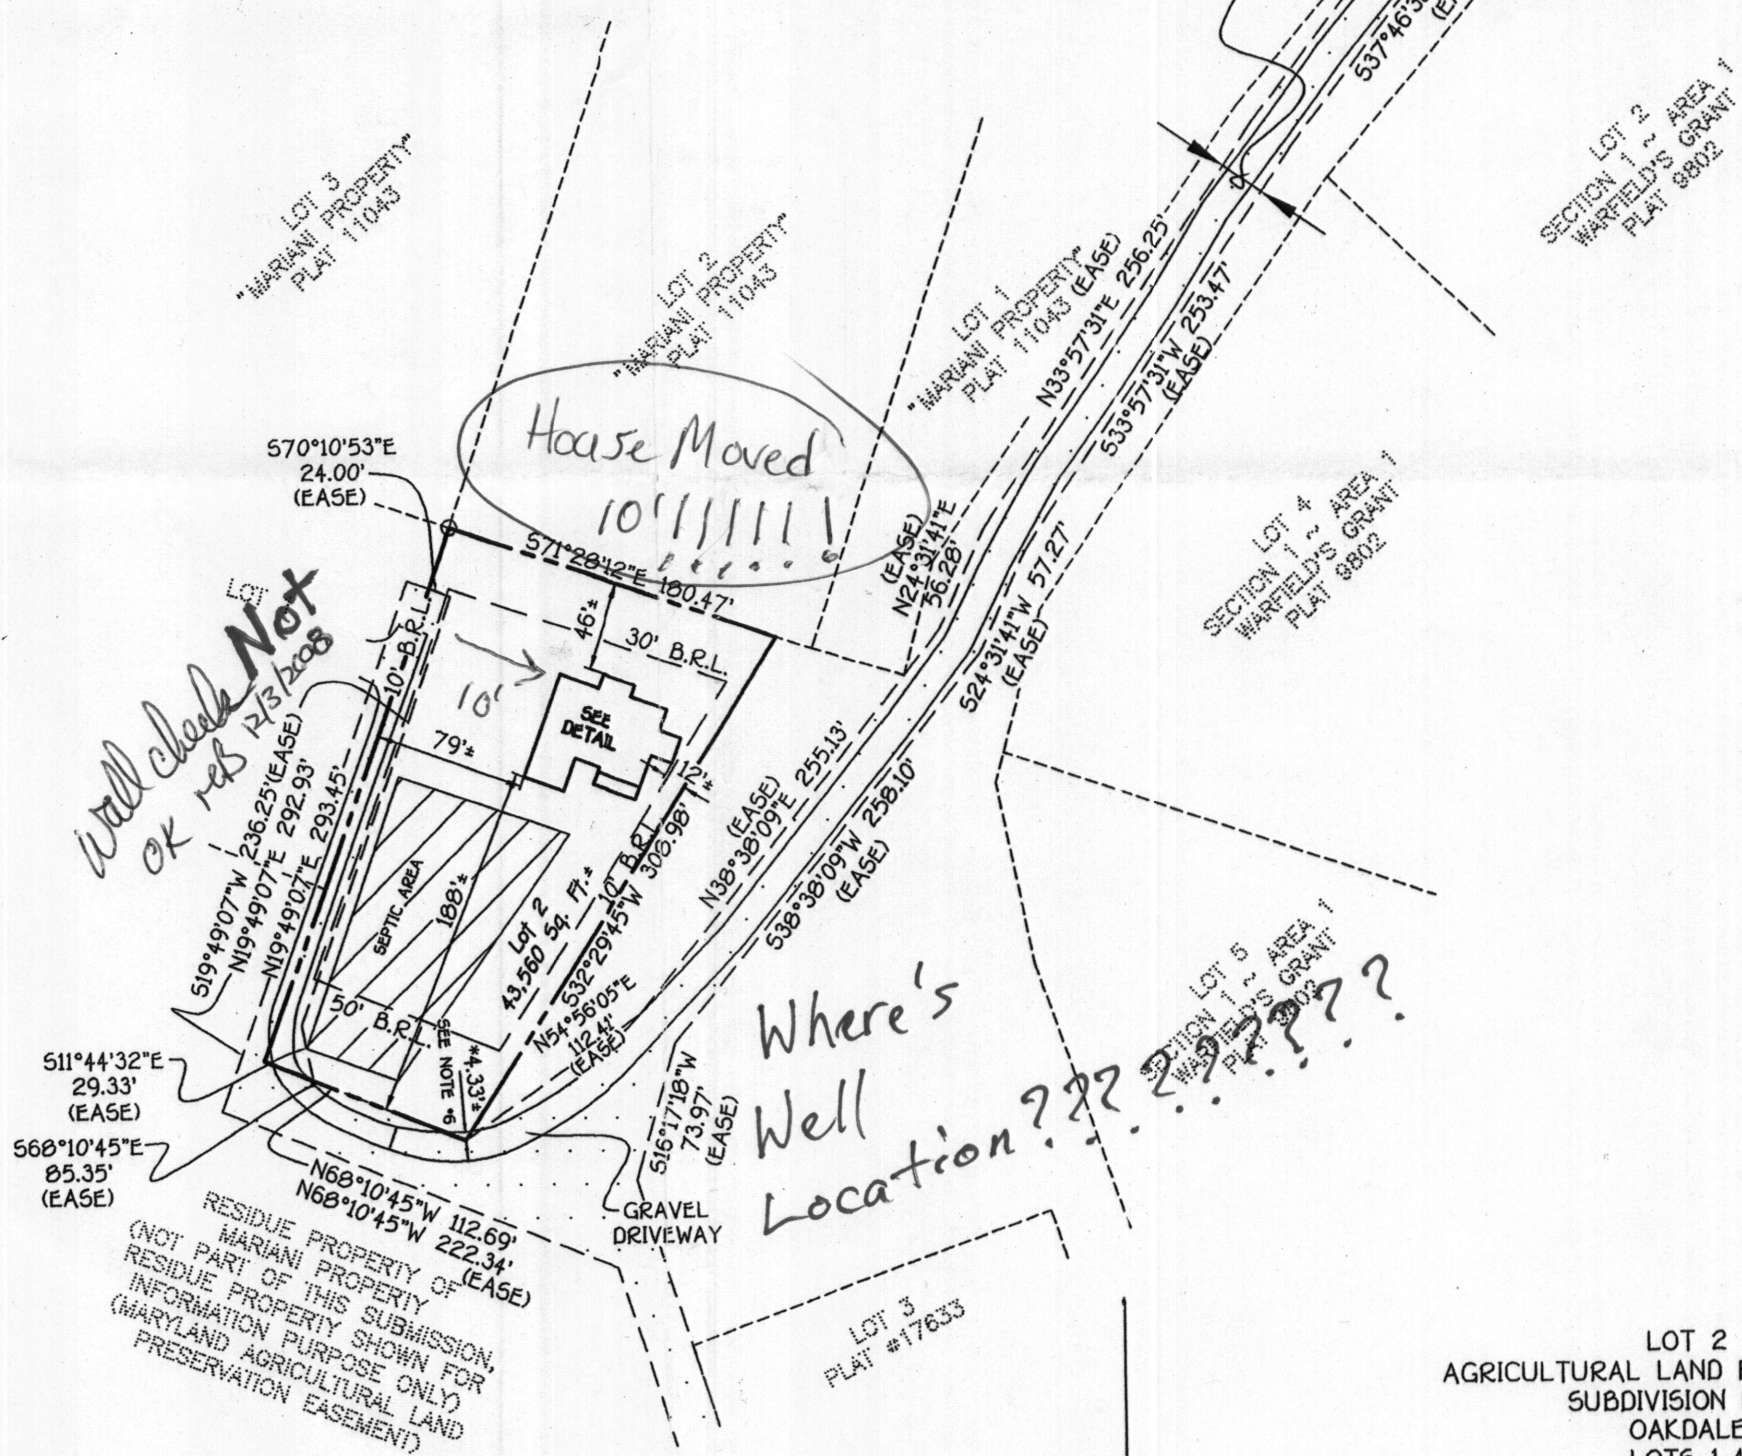 537°46'3
(E
LOT 2
SECTION 1 ~ AREA 1
WARFIELD'S GRANT
PLAT 9802
LOT 3
"MARIANI PROPERTY"
PLAT 11043
LOT 2
"MARIANI PROPERTY"
PLAT 11043
LOT 1
"MARIANI PROPERTY"
PLAT 11043
N33°57'31"E 256.25'
(EASE)
S33°57'31"W 253.47'
(EASE)
House Moved
10'!!!!!!
S70°10'53"E
24.00'
(EASE)
S71°28'12"E 180.47'
(EASE)
N24°31'41"E
56.28'
S24°31'41"W 57.27'
(EASE)
LOT 4
SECTION 1 ~ AREA 1
WARFIELD'S GRANT
PLAT 9802
LOT
Wall check Not
OK
12/3/2008
10' B.R.L.
46'±
30' B.R.L.
10'
SEE
DETAIL
79'±
12'±
S19°49'07"W 236.25'(EASE)
N19°49'07"E 292.93'
N19°49'07"E 293.45'
SEPTIC AREA
188'±
Lot 2
43,560 Sq. Ft.±
10' B.R.L.
S32°29'45"W 308.98'
(EASE)
N38°38'09"E 255.13'
S38°38'09"W 258.10'
(EASE)
N54°56'05"E
112.41'
(EASE)
50' B.R.L.
SEE NOTE *6
*4.33'±
LOT 5
SECTION 1 ~ AREA 1
WARFIELD'S GRANT
PLAT 9802
Where's
Well
Location??????????
S11°44'32"E
29.33'
(EASE)
S68°10'45"E
85.35'
(EASE)
S16°17'18"W
73.97'
(EASE)
N68°10'45"W 112.69'
N68°10'45"W 222.34'
(EASE)
GRAVEL
DRIVEWAY
RESIDUE PROPERTY OF
MARIANI PROPERTY
(NOT PART OF THIS SUBMISSION,
RESIDUE PROPERTY SHOWN FOR
INFORMATION PURPOSE ONLY)
(MARYLAND AGRICULTURAL LAND
PRESERVATION EASEMENT)
LOT 3
PLAT #17633
LOT 2
AGRICULTURAL LAND
SUBDIVISION
OAKDALE